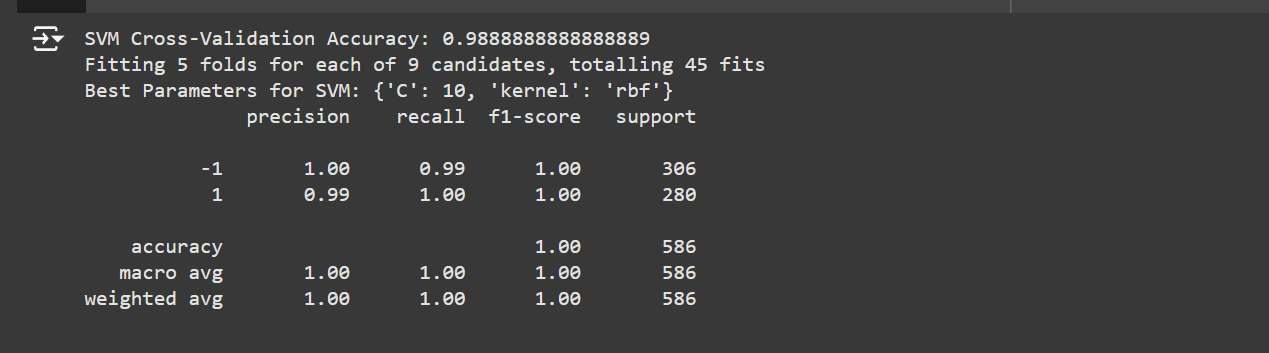 SVM Cross-Validation Accuracy: 0.9888888888888889
Fitting 5 folds for each of 9 candidates, totalling 45 fits
Best Parameters for SVM: {'C': 10, 'kernel': 'rbf'}
precision recall f1-score support
-1 1.00 0.99 1.00 306
1 0.99 1.00 1.00 280
accuracy 1.00 586
macro avg 1.00 1.00 1.00 586
weighted avg 1.00 1.00 1.00 586